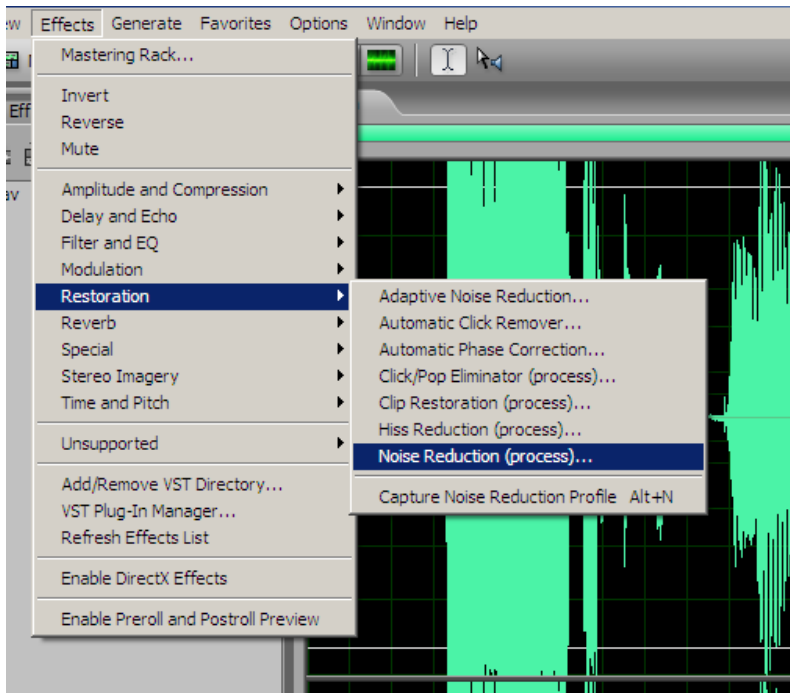 Effects Generate Favorites Options Window Help
Mastering Rack...
Invert
Eff
Reverse
Mute
av
Amplitude and Compression
Delay and Echo
Filter and EQ
Modulation
Restoration
Reverb
Special
Stereo Imagery
Time and Pitch
Unsupported
Add/Remove VST Directory...
VST Plug-In Manager...
Refresh Effects List
Enable DirectX Effects
Enable Preroll and Postroll Preview
Adaptive Noise Reduction...
Automatic Click Remover...
Automatic Phase Correction...
Click/Pop Eliminator (process)...
Clip Restoration (process)...
Hiss Reduction (process)...
Noise Reduction (process)...
Capture Noise Reduction Profile Alt+N